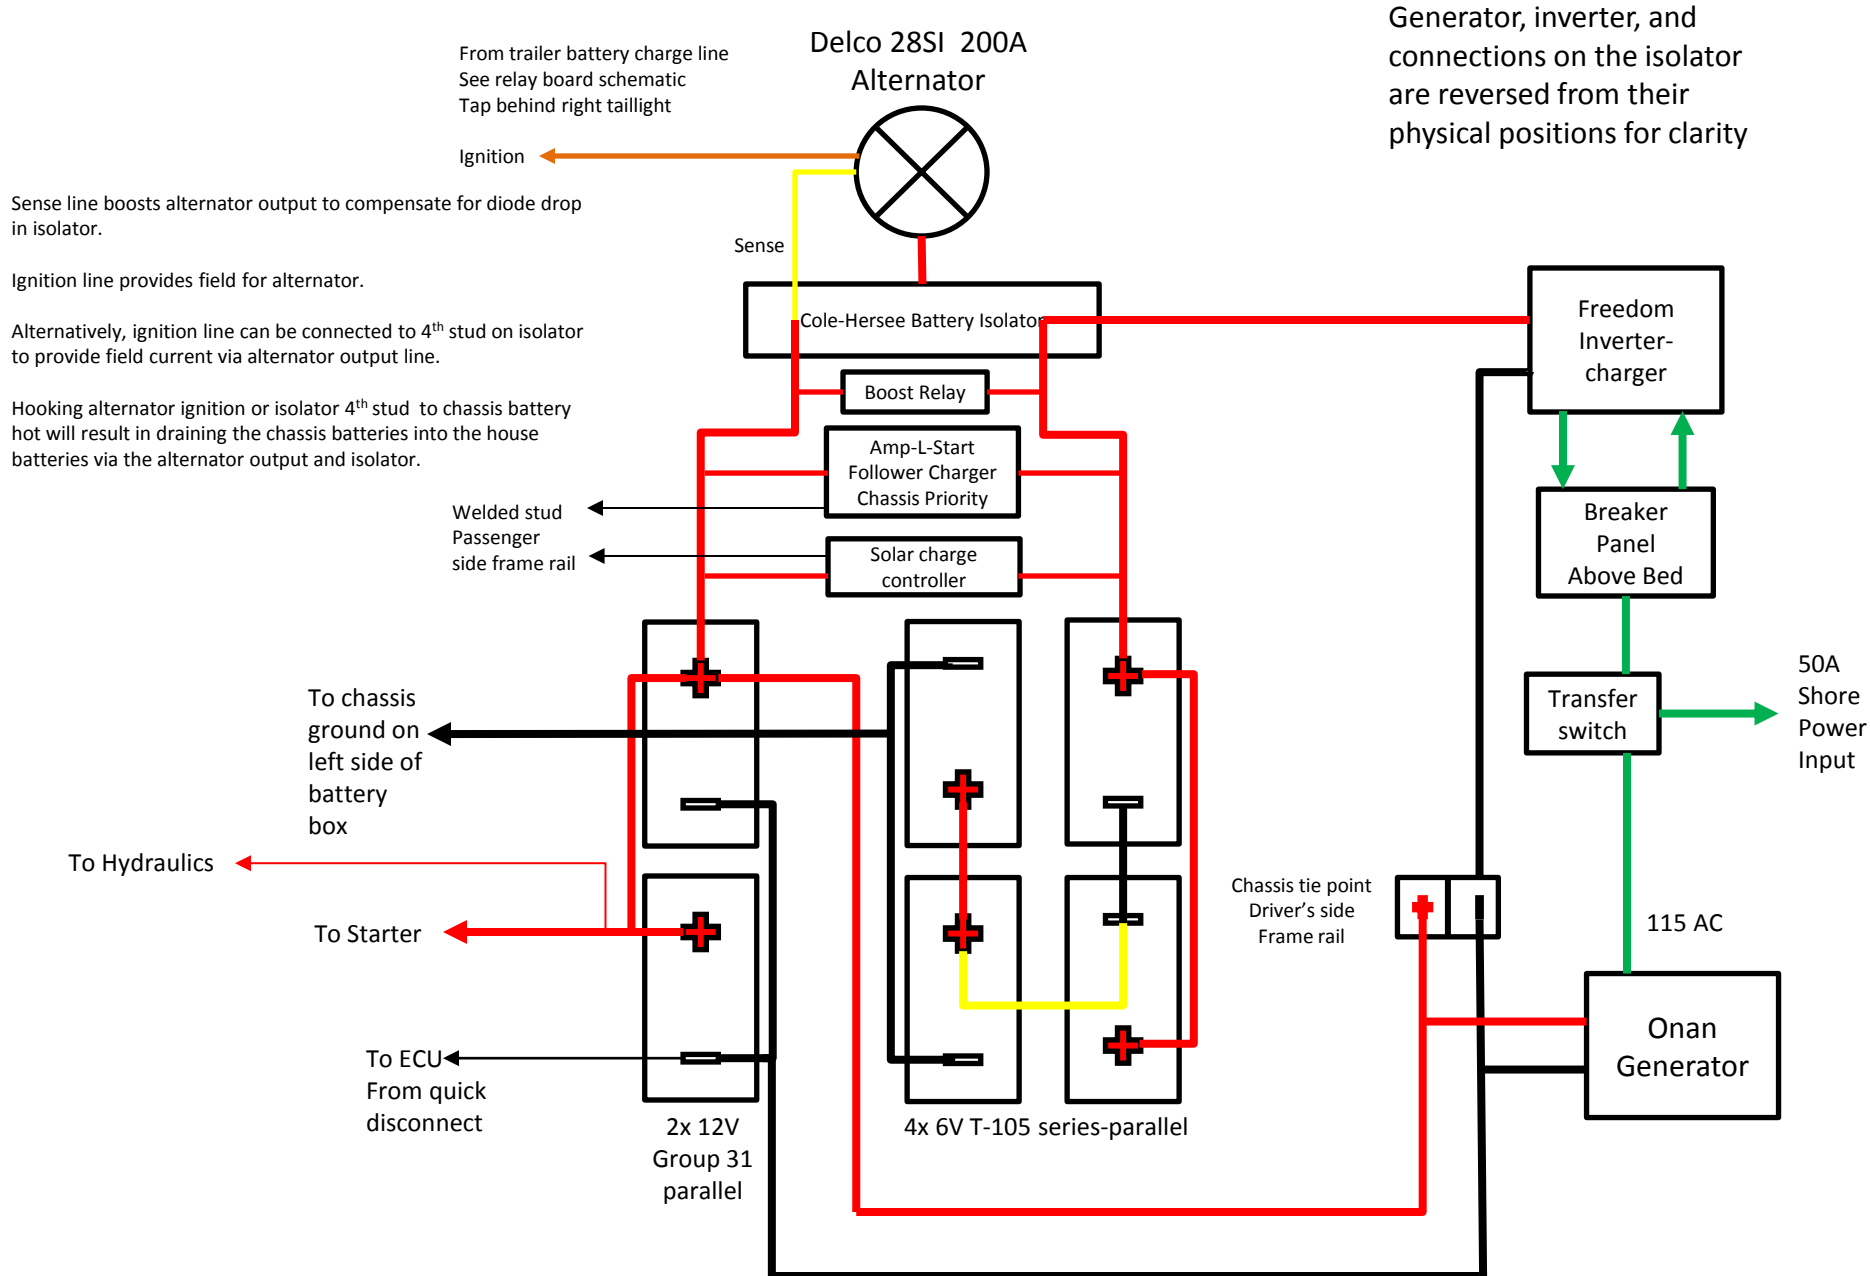 Generator, inverter, and
connections on the isolator
are reversed from their
physical positions for clarity
Delco 28SI 200A
Alternator
From trailer battery charge line
See relay board schematic
Tap behind right taillight
Ignition
Sense line boosts alternator output to compensate for diode drop
in isolator.
Ignition line provides field for alternator.
Alternatively, ignition line can be connected to 4th stud on isolator
to provide field current via alternator output line.
Hooking alternator ignition or isolator 4th stud to chassis battery
hot will result in draining the chassis batteries into the house
batteries via the alternator output and isolator.
Sense
Cole-Hersee Battery Isolator
Boost Relay
Amp-L-Start
Follower Charger
Chassis Priority
Welded stud
Passenger
side frame rail
Solar charge
controller
Freedom
Inverter-
charger
Breaker
Panel
Above Bed
Transfer
switch
50A
Shore
Power
Input
To chassis
ground on
left side of
battery
box
To Hydraulics
To Starter
To ECU
From quick
disconnect
2x 12V
Group 31
parallel
4x 6V T-105 series-parallel
Chassis tie point
Driver's side
Frame rail
115 AC
Onan
Generator